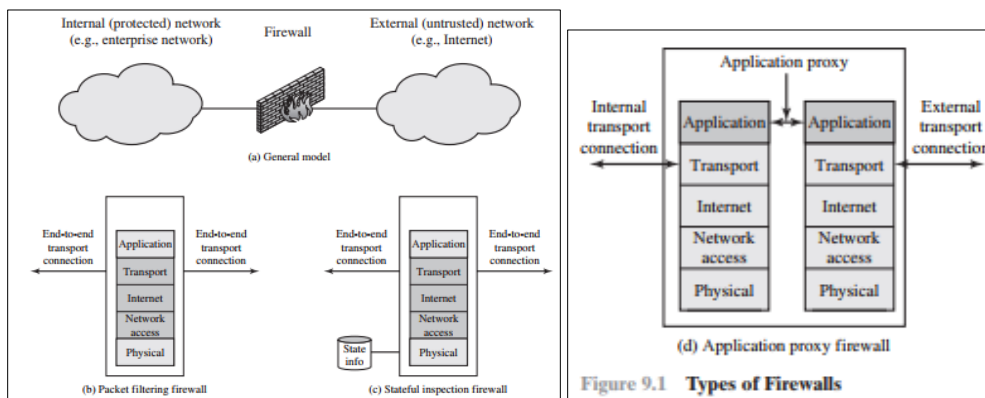 Internal (protected) network
(e.g., enterprise network)
Firewall
External (untrusted) network
(e.g., Internet)
(a) General model
End-to-end
transport
connection
Application
Transport
Internet
Network
access
Physical
End-to-end
transport
connection
(b) Packet filtering firewall
End-to-end
transport
connection
Application
Transport
Internet
Network
access
Physical
End-to-end
transport
connection
State
info
(c) Stateful inspection firewall
Application proxy
Internal
transport
connection
Application
Transport
Internet
Network
access
Physical
Application
Transport
Internet
Network
access
Physical
External
transport
connection
(d) Application proxy firewall
Figure 9.1 Types of Firewalls